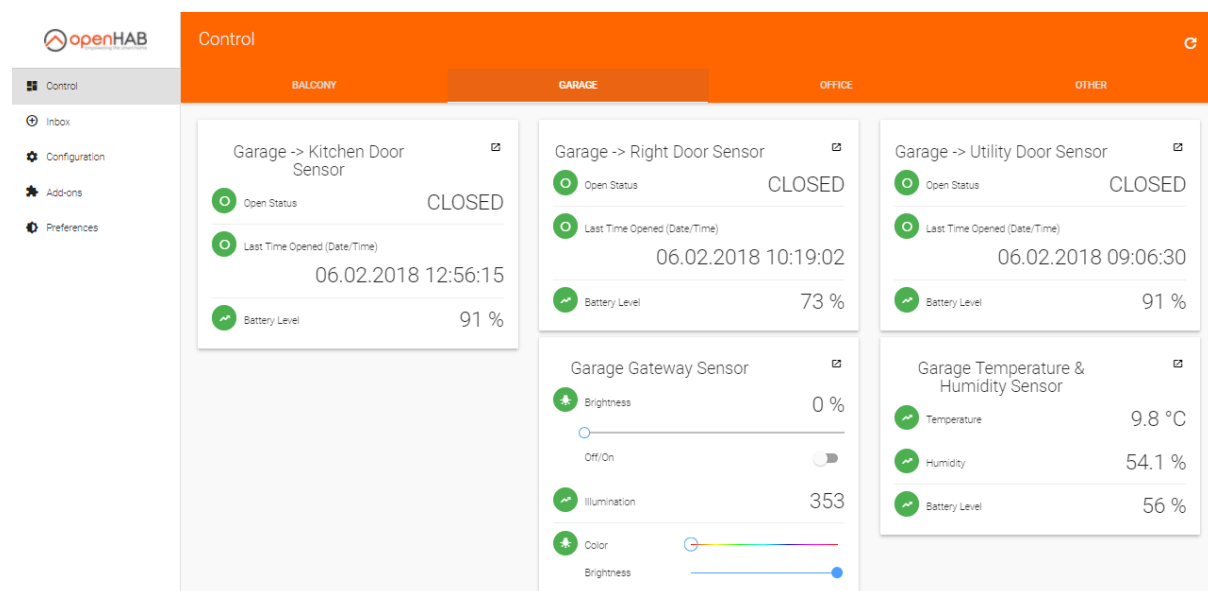 openHAB
empowering the smart home
Control
Control
Inbox
Configuration
Add-ons
Preferences
BALCONY
GARAGE
OFFICE
OTHER
Garage -> Kitchen Door
Sensor
Open Status
CLOSED
Last Time Opened (Date/Time)
06.02.2018 12:56:15
Battery Level
91 %
Garage -> Right Door Sensor
Open Status
CLOSED
Last Time Opened (Date/Time)
06.02.2018 10:19:02
Battery Level
73 %
Garage -> Utility Door Sensor
Open Status
CLOSED
Last Time Opened (Date/Time)
06.02.2018 09:06:30
Battery Level
91 %
Garage Gateway Sensor
Brightness
0 %
Off/On
Illumination
353
Color
Brightness
Garage Temperature &
Humidity Sensor
Temperature
9.8 °C
Humidity
54.1 %
Battery Level
56 %